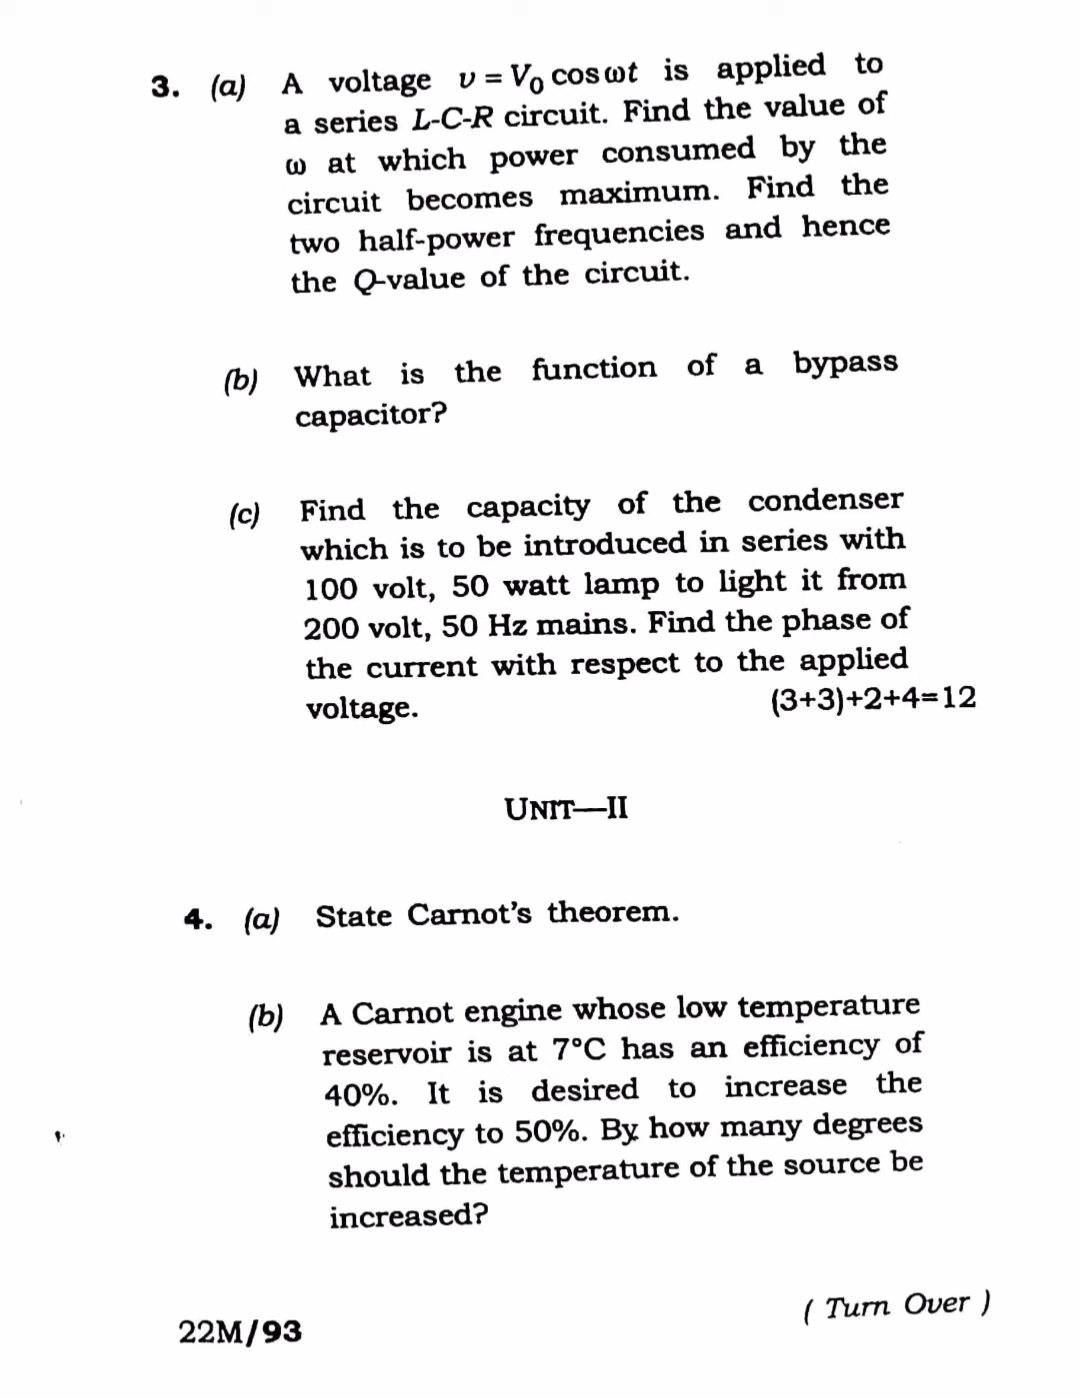 3. (a) A voltage v = V₀ cos ωt is applied to
a series L-C-R circuit. Find the value of
ω at which power consumed by the
circuit becomes maximum. Find the
two half-power frequencies and hence
the Q-value of the circuit.
(b) What is the function of a bypass
capacitor?
(c) Find the capacity of the condenser
which is to be introduced in series with
100 volt, 50 watt lamp to light it from
200 volt, 50 Hz mains. Find the phase of
the current with respect to the applied
voltage. (3+3)+2+4=12
UNIT—II
4. (a) State Carnot's theorem.
(b) A Carnot engine whose low temperature
reservoir is at 7°C has an efficiency of
40%. It is desired to increase the
efficiency to 50%. By how many degrees
should the temperature of the source be
increased?
22M/93 ( Turn Over )